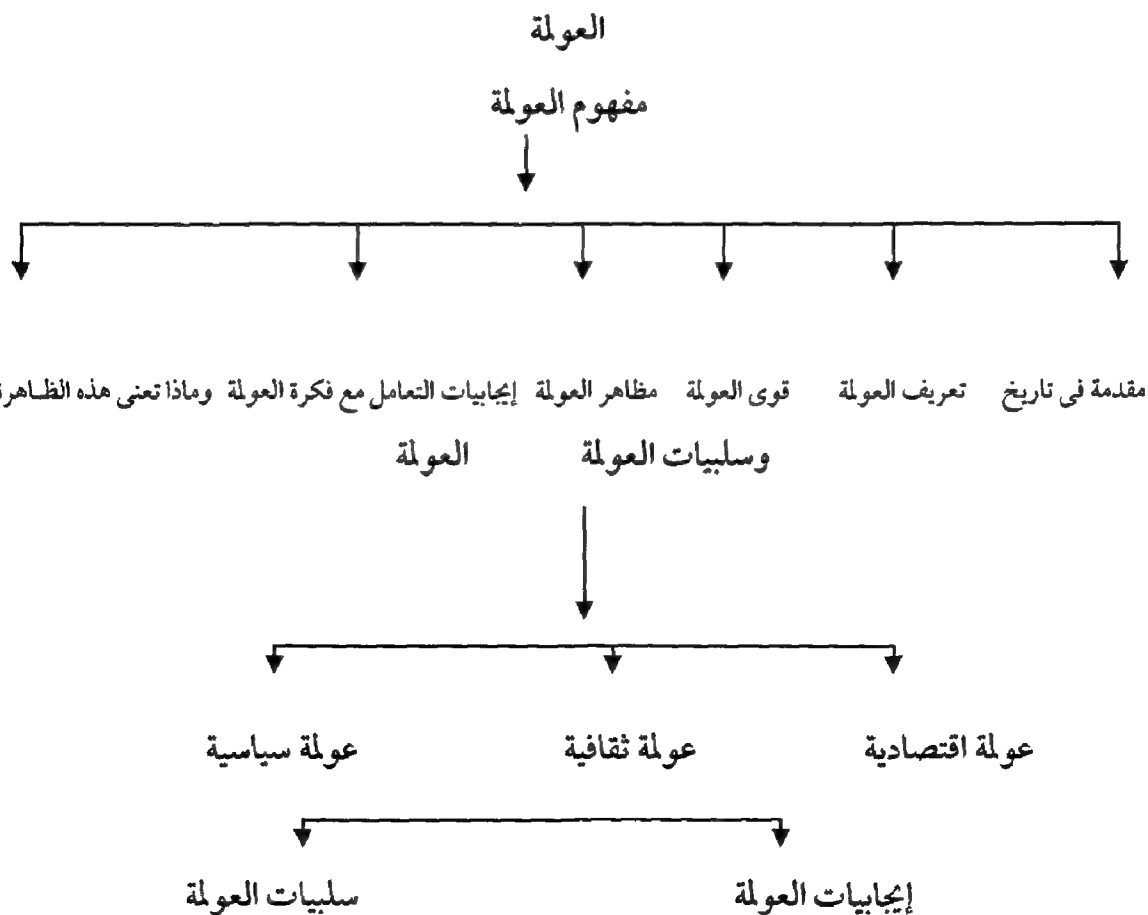 العولمة
مفهوم العولمة
مقدمة فى تاريخ تعريف العولمة قوى العولمة مظاهر العولمة إيجابيات التعامل مع فكرة العولمة وماذا تعنى هذه الظاهرة
وسلبيات العولمة العولمة
عولمة اقتصادية عولمة ثقافية عولمة سياسية
إيجابيات العولمة سلبيات العولمة